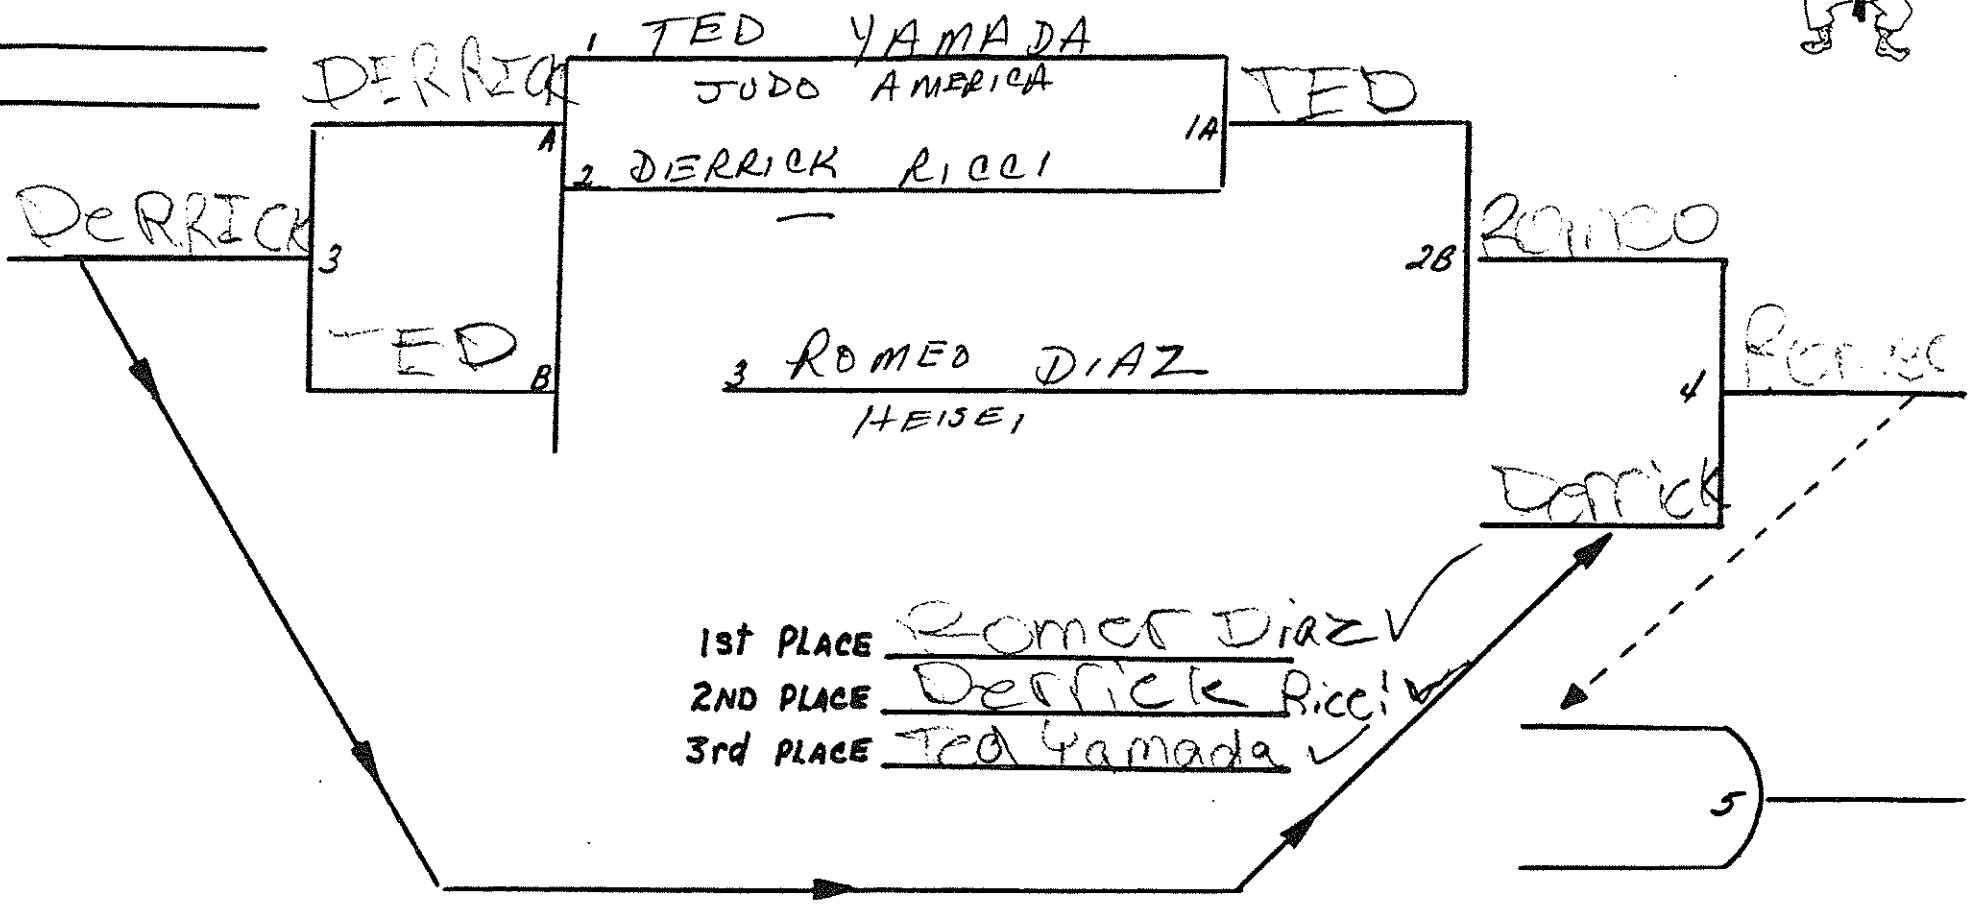 1 TED YAMADA
JUDO AMERICA
DERRICK
TED
A
1A
2 DERRICK RICCI
DERRICK
3
2B
Romeo
TED
B
3 ROMEO DIAZ
HEISEI
4
Romeo
Derrick
1st PLACE Romeo Diaz
2ND PLACE Derrick Ricci
3rd PLACE Ted Yamada
5